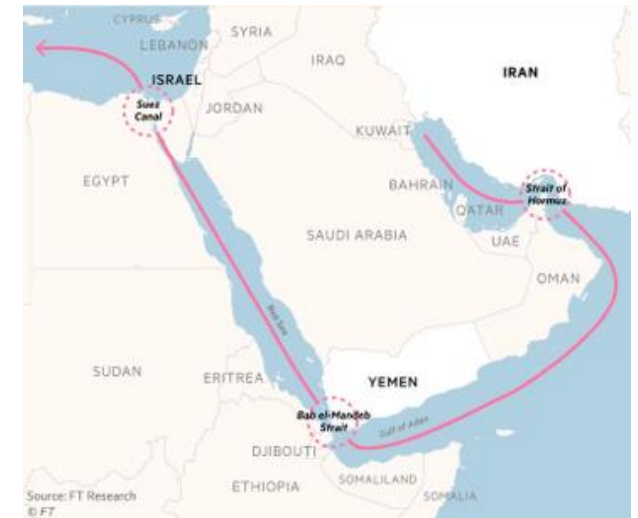 CYPRUS
SYRIA
LEBANON
IRAQ
IRAN
ISRAEL
Suez
Canal
JORDAN
KUWAIT
EGYPT
BAHRAIN
Strait of
Hormuz
QATAR
SAUDI ARABIA
UAE
OMAN
Red Sea
SUDAN
ERITREA
YEMEN
Bab el-Mandeb
Strait
Gulf of Aden
DJIBOUTI
SOMALILAND
ETHIOPIA
SOMALIA
Source: FT Research
© FT